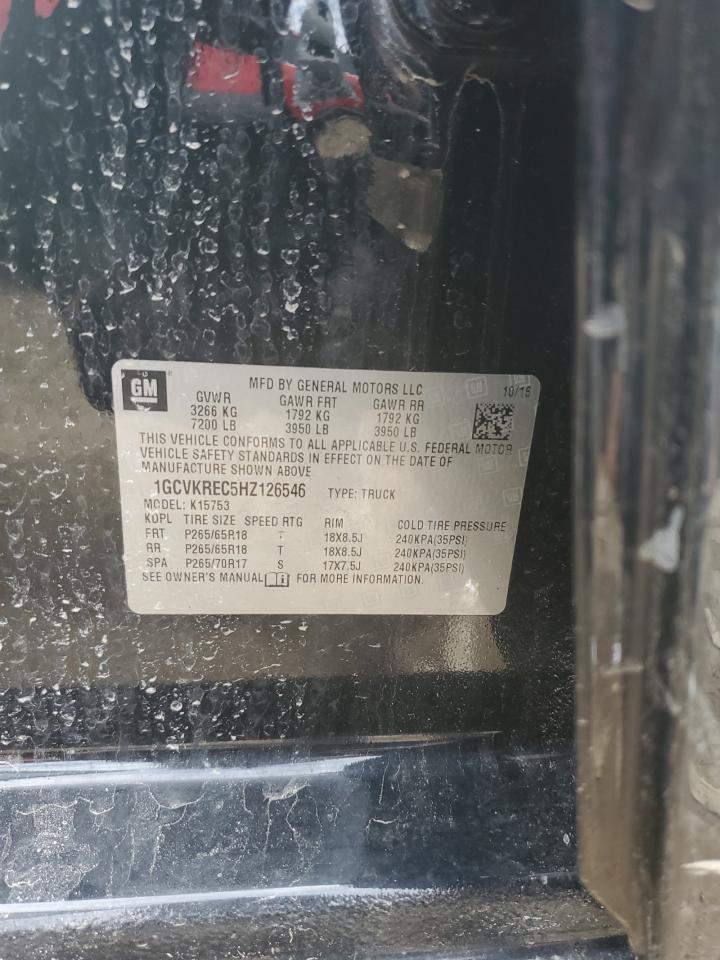 GM
MFD BY GENERAL MOTORS LLC 10/16
GVWR GAWR FRT GAWR RR
3266 KG 1792 KG 1792 KG
7200 LB 3950 LB 3950 LB
THIS VEHICLE CONFORMS TO ALL APPLICABLE U.S. FEDERAL MOTOR
VEHICLE SAFETY STANDARDS IN EFFECT ON THE DATE OF
MANUFACTURE SHOWN ABOVE
1GCVKREC5HZ126546 TYPE: TRUCK
MODEL: K15753
KDPL TIRE SIZE SPEED RTG RIM COLD TIRE PRESSURE
FRT P265/65R18 T 18X8.5J 240KPA(35PSI)
RR P265/65R18 T 18X8.5J 240KPA(35PSI)
SPA P265/70R17 S 17X7.5J 240KPA(35PSI)
SEE OWNER'S MANUAL FOR MORE INFORMATION.